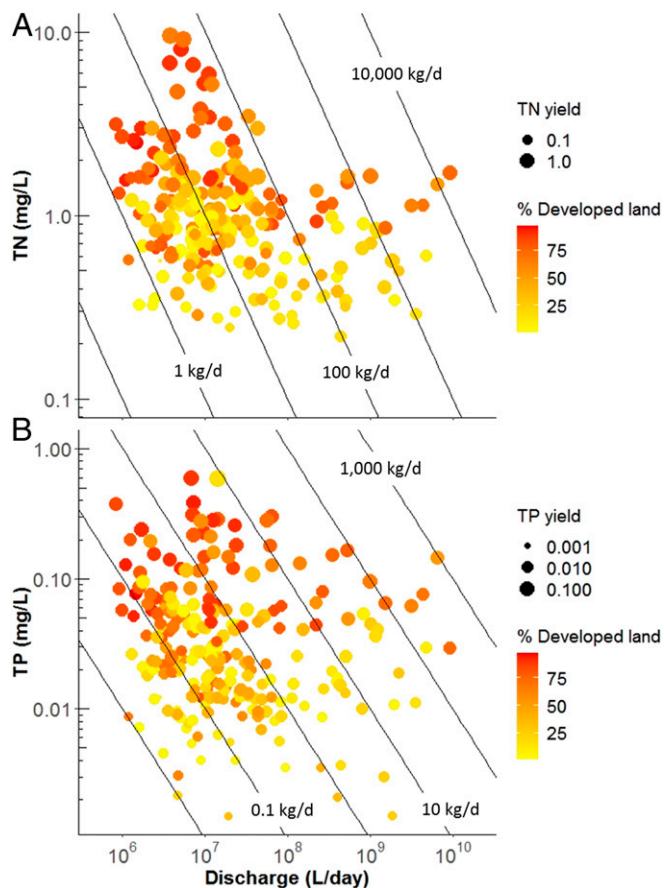 A
10.0
1.0
0.1
TN (mg/L)
10,000 kg/d
1 kg/d
100 kg/d
TN yield
0.1
1.0
% Developed land
75
50
25
B
1.00
0.10
0.01
TP (mg/L)
1,000 kg/d
0.1 kg/d
10 kg/d
TP yield
0.001
0.010
0.100
% Developed land
75
50
25
10⁶ 10⁷ 10⁸ 10⁹ 10¹⁰
Discharge (L/day)